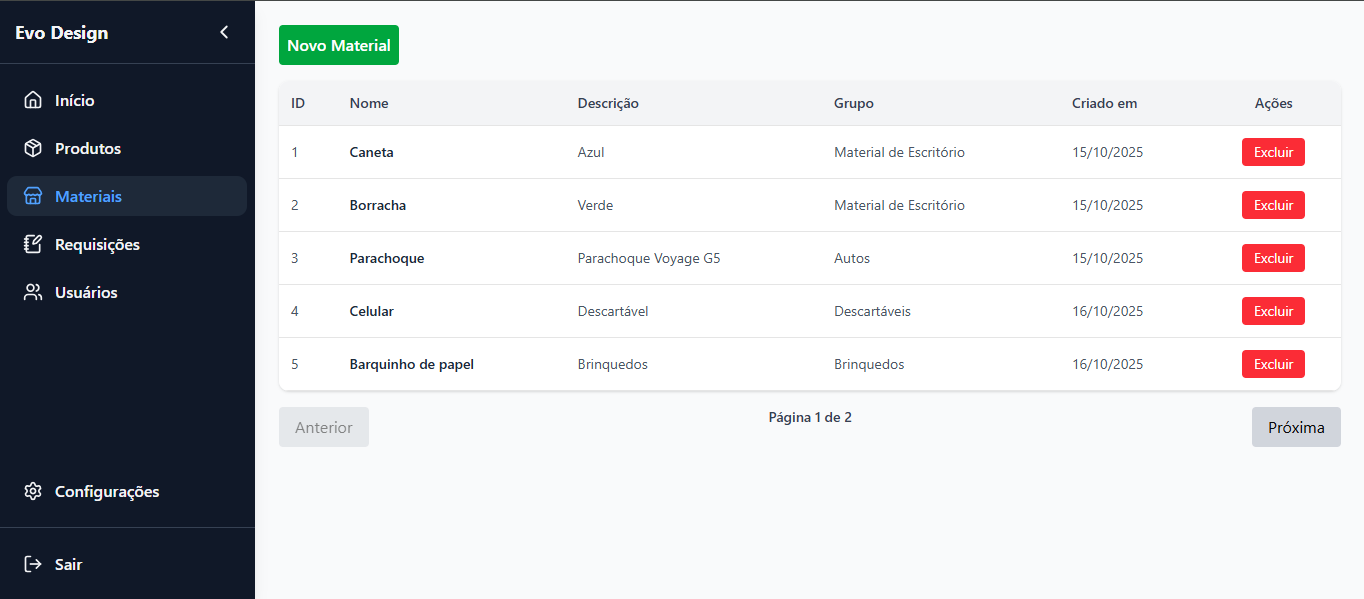 Evo Design
Início
Produtos
Materiais
Requisições
Usuários
Configurações
Sair
Novo Material
ID Nome Descrição Grupo Criado em Ações
1 Caneta Azul Material de Escritório 15/10/2025 Excluir
2 Borracha Verde Material de Escritório 15/10/2025 Excluir
3 Parachoque Parachoque Voyage G5 Autos 15/10/2025 Excluir
4 Celular Descartável Descartáveis 16/10/2025 Excluir
5 Barquinho de papel Brinquedos Brinquedos 16/10/2025 Excluir
Anterior Página 1 de 2 Próxima